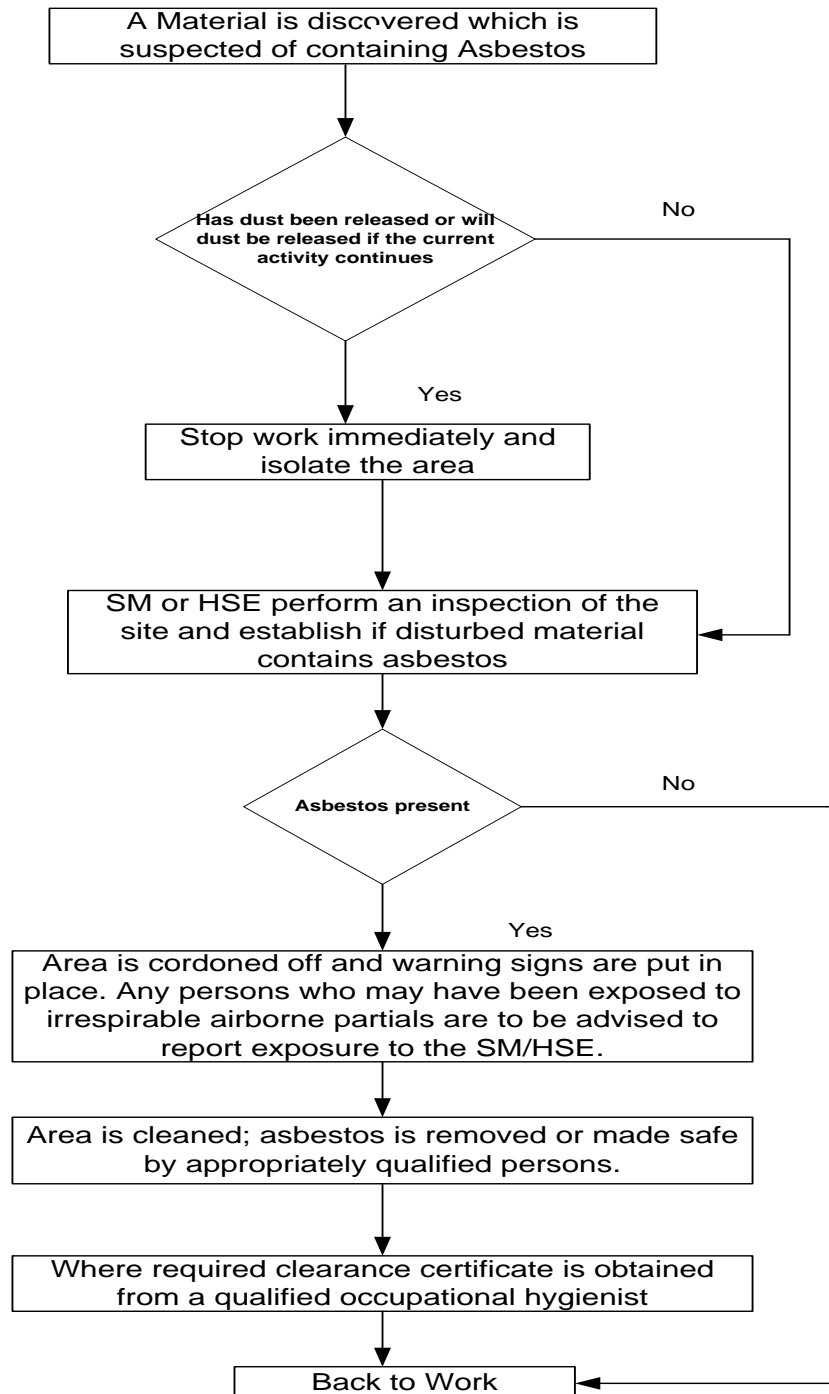 A Material is discovered which is
suspected of containing Asbestos
Has dust been released or will
dust be released if the current
activity continues
No
Yes
Stop work immediately and
isolate the area
SM or HSE perform an inspection of the
site and establish if disturbed material
contains asbestos
Asbestos present
No
Yes
Area is cordoned off and warning signs are put in
place. Any persons who may have been exposed to
irrespirable airborne partials are to be advised to
report exposure to the SM/HSE.
Area is cleaned; asbestos is removed or made safe
by appropriately qualified persons.
Where required clearance certificate is obtained
from a qualified occupational hygienist
Back to Work